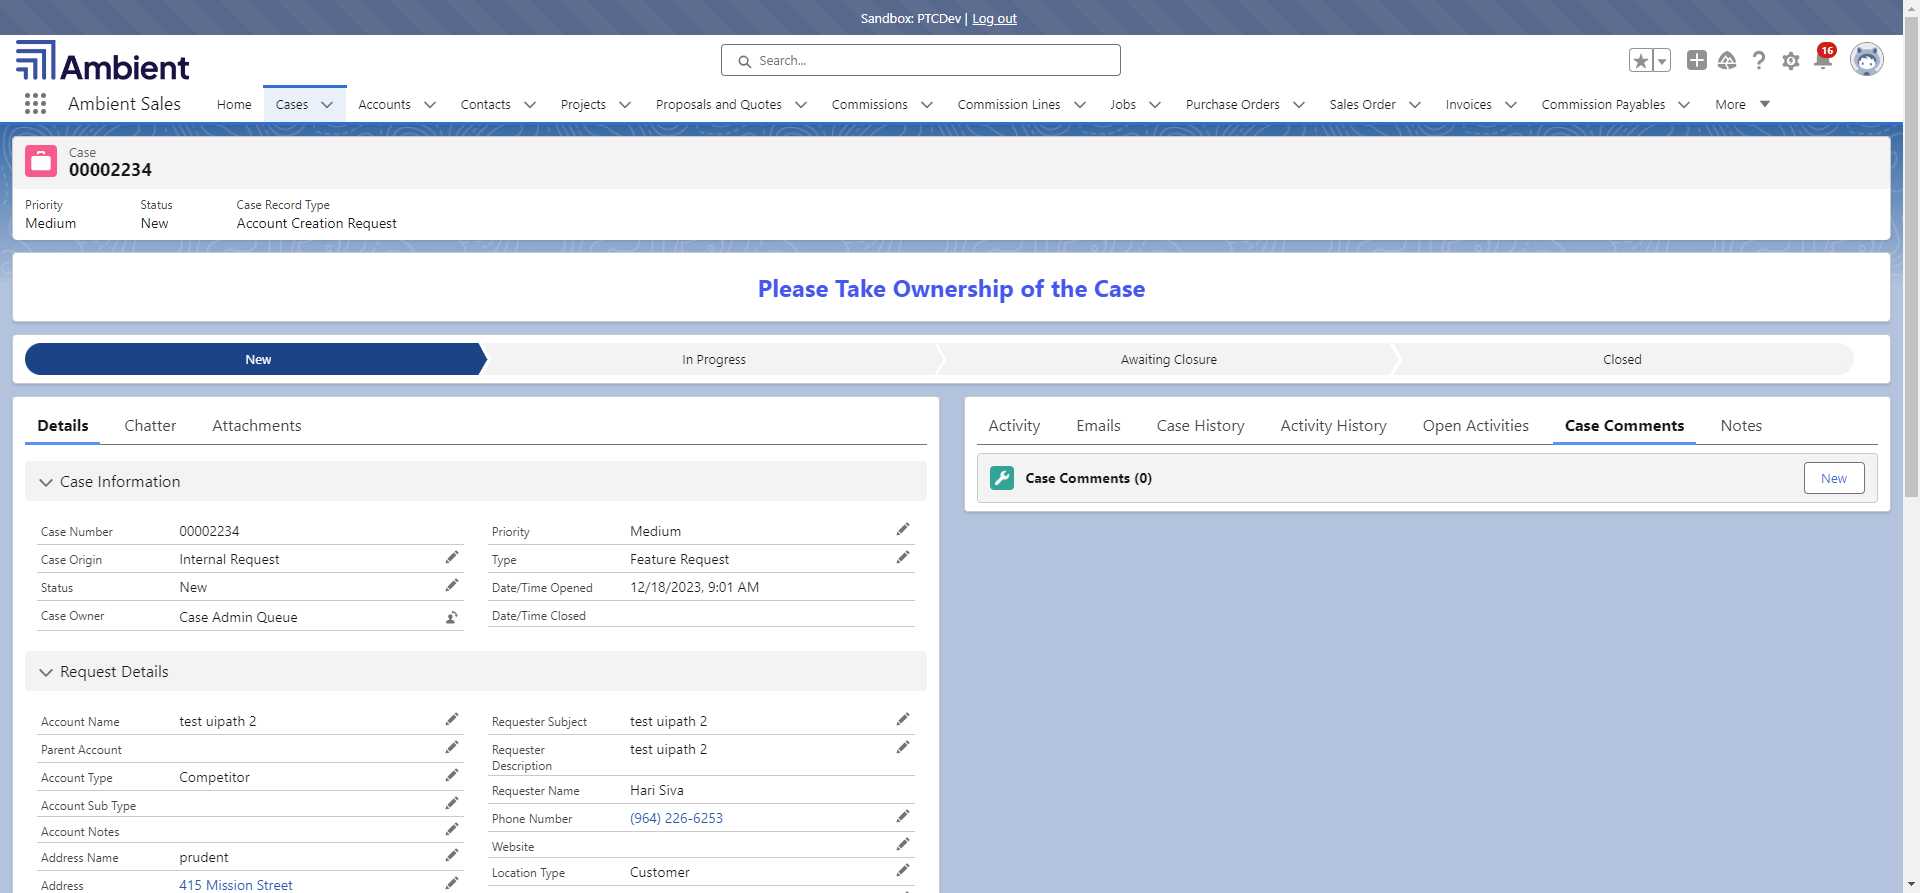 Sandbox: PTCDev | Log out
Ambient
Search...
16
Ambient Sales
Home
Cases
Accounts
Contacts
Projects
Proposals and Quotes
Commissions
Commission Lines
Jobs
Purchase Orders
Sales Order
Invoices
Commission Payables
More
Case
00002234
Priority
Medium
Status
New
Case Record Type
Account Creation Request
Please Take Ownership of the Case
New
In Progress
Awaiting Closure
Closed
Details
Chatter
Attachments
Case Information
Case Number 00002234
Case Origin Internal Request
Status New
Case Owner Case Admin Queue
Priority Medium
Type Feature Request
Date/Time Opened 12/18/2023, 9:01 AM
Date/Time Closed
Request Details
Account Name test uipath 2
Parent Account
Account Type Competitor
Account Sub Type
Account Notes
Address Name prudent
Address 415 Mission Street
Requester Subject test uipath 2
Requester Description test uipath 2
Requester Name Hari Siva
Phone Number (964) 226-6253
Website
Location Type Customer
Activity
Emails
Case History
Activity History
Open Activities
Case Comments
Notes
Case Comments (0)
New